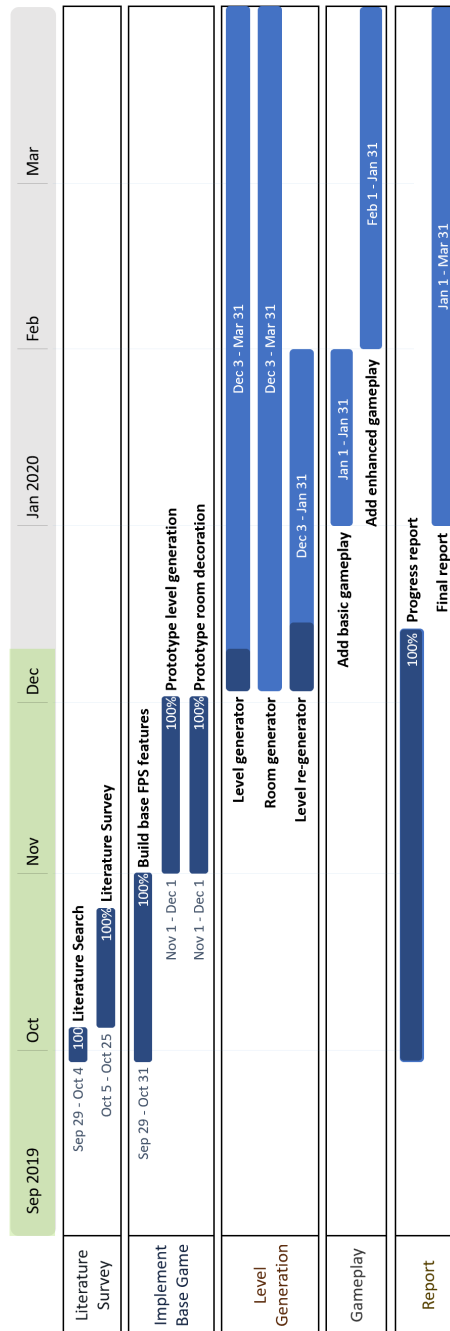 Sep 2019 Oct Nov Dec Jan 2020 Feb Mar
Literature
Survey
Sep 29 - Oct 4 100 Literature Search
Oct 5 - Oct 25 100% Literature Survey
Implement
Base Game
Sep 29 - Oct 31 100% Build base FPS features
Nov 1 - Dec 1 100% Prototype level generation
Nov 1 - Dec 1 100% Prototype room decoration
Level
Generation
Level generator Dec 3 - Mar 31
Room generator Dec 3 - Mar 31
Level re-generator Dec 3 - Jan 31
Gameplay
Add basic gameplay Jan 1 - Jan 31
Add enhanced gameplay Feb 1 - Jan 31
Report
100% Progress report
Final report Jan 1 - Mar 31